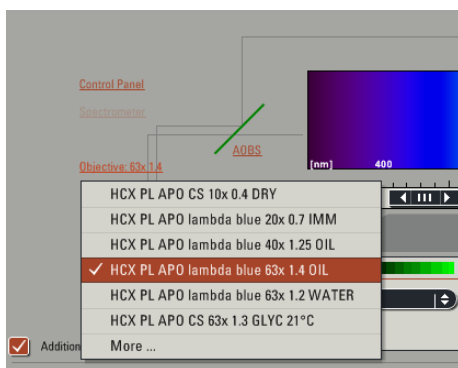 Control Panel
Spectrometer
AOBS
[nm] 400
Objective: 63x 1.4
HCX PL APO CS 10x 0.4 DRY
HCX PL APO lambda blue 20x 0.7 IMM
HCX PL APO lambda blue 40x 1.25 OIL
HCX PL APO lambda blue 63x 1.4 OIL
HCX PL APO lambda blue 63x 1.2 WATER
HCX PL APO CS 63x 1.3 GLYC 21°C
More ...
Addition